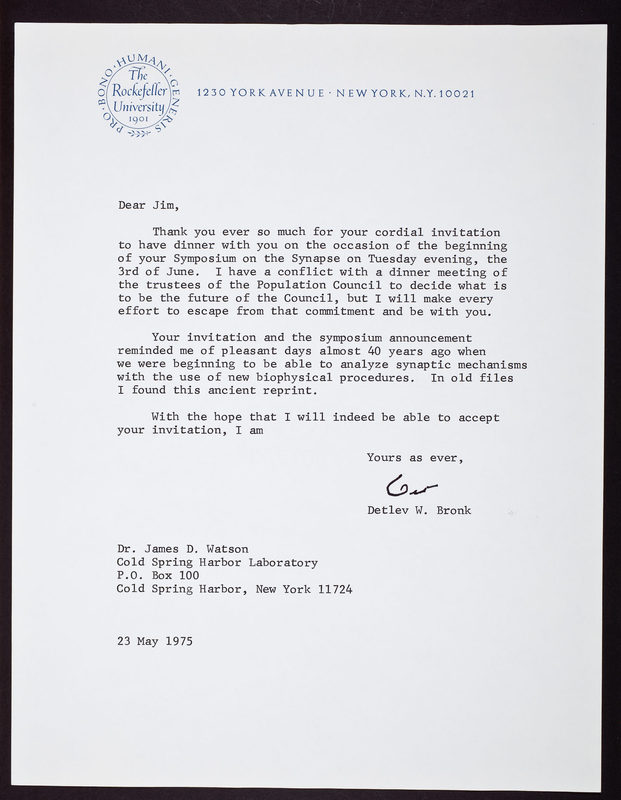 PRO · BONO · HUMANI · GENERIS
The
Rockefeller
University
1901
1230 YORK AVENUE · NEW YORK, N.Y. 10021
Dear Jim,
Thank you ever so much for your cordial invitation
to have dinner with you on the occasion of the beginning
of your Symposium on the Synapse on Tuesday evening, the
3rd of June. I have a conflict with a dinner meeting of
the trustees of the Population Council to decide what is
to be the future of the Council, but I will make every
effort to escape from that commitment and be with you.
Your invitation and the symposium announcement
reminded me of pleasant days almost 40 years ago when
we were beginning to be able to analyze synaptic mechanisms
with the use of new biophysical procedures. In old files
I found this ancient reprint.
With the hope that I will indeed be able to accept
your invitation, I am
Yours as ever,
Detlev W. Bronk
Dr. James D. Watson
Cold Spring Harbor Laboratory
P.O. Box 100
Cold Spring Harbor, New York 11724
23 May 1975